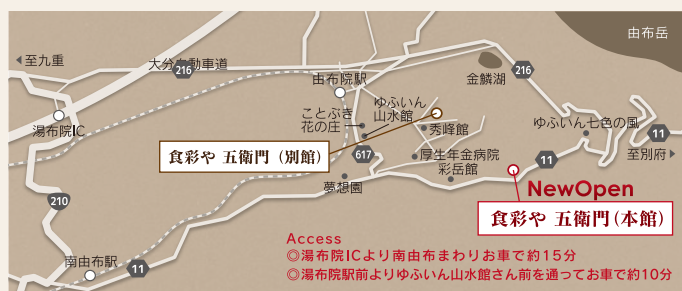 由布岳
◀至九重
大分自動車道
216
由布院駅
金鱗湖
216
湯布院IC
ことぶき
花の庄
ゆふいん
山水館
秀峰館
ゆふいん七色の風
11
至別府▶
食彩や 五衛門（別館）
617
厚生年金病院
彩岳館
11
夢想園
NewOpen
食彩や 五衛門（本館）
210
南由布駅
11
Access
◎湯布院ICより南由布まわりお車で約15分
◎湯布院駅前よりゆふいん山水館さん前を通ってお車で約10分